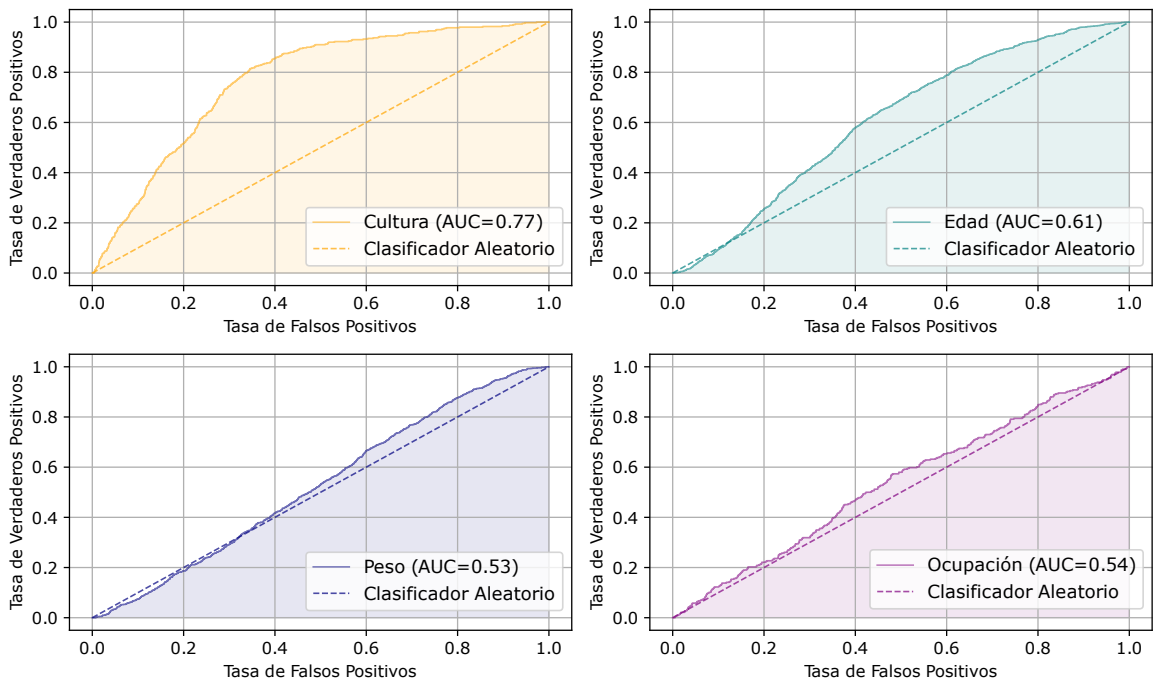 Tasa de Verdaderos Positivos
1.0
0.8
0.6
0.4
0.2
0.0
Cultura (AUC=0.77)
Clasificador Aleatorio
0.0 0.2 0.4 0.6 0.8 1.0
Tasa de Falsos Positivos
Tasa de Verdaderos Positivos
1.0
0.8
0.6
0.4
0.2
0.0
Edad (AUC=0.61)
Clasificador Aleatorio
0.0 0.2 0.4 0.6 0.8 1.0
Tasa de Falsos Positivos
Tasa de Verdaderos Positivos
1.0
0.8
0.6
0.4
0.2
0.0
Peso (AUC=0.53)
Clasificador Aleatorio
0.0 0.2 0.4 0.6 0.8 1.0
Tasa de Falsos Positivos
Tasa de Verdaderos Positivos
1.0
0.8
0.6
0.4
0.2
0.0
Ocupación (AUC=0.54)
Clasificador Aleatorio
0.0 0.2 0.4 0.6 0.8 1.0
Tasa de Falsos Positivos